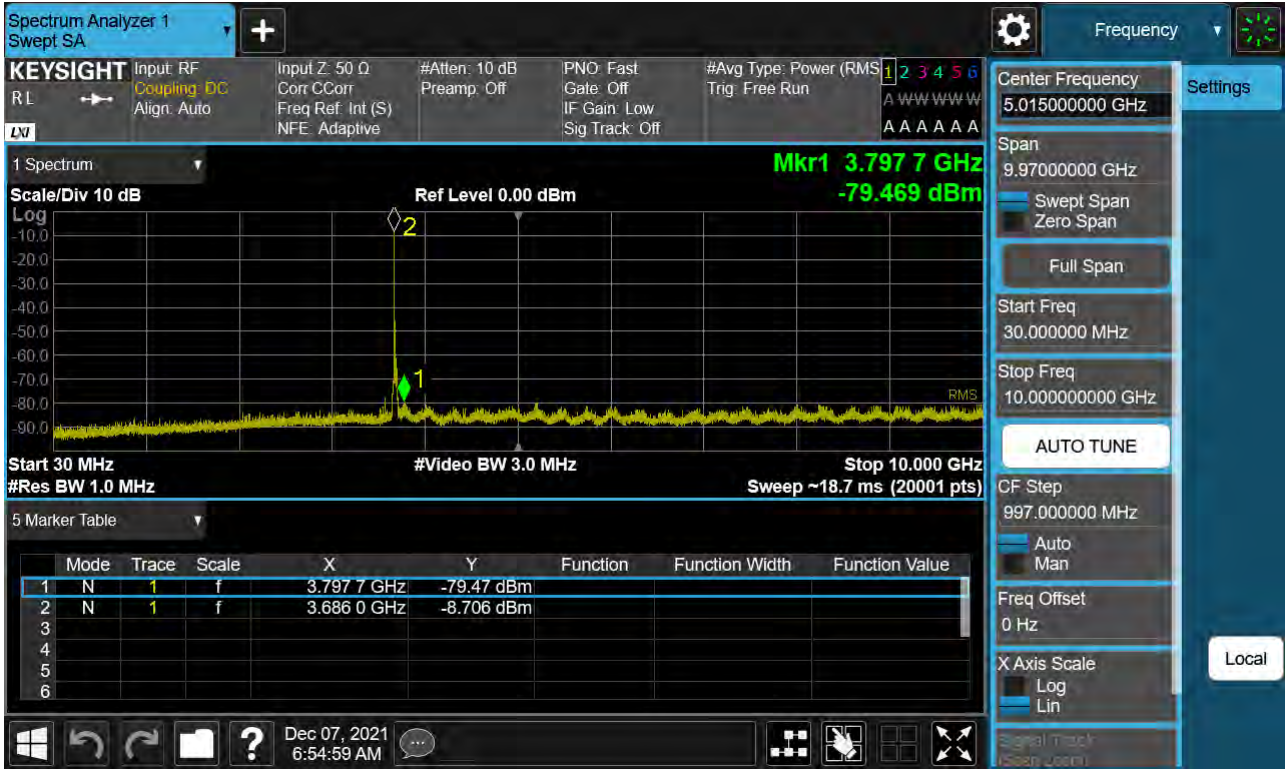 Spectrum Analyzer 1
Swept SA
+
Frequency
KEYSIGHT
RL
LXI
Input: RF
Coupling: DC
Align: Auto
Input Z: 50 Ω
Corr CCorr
Freq Ref: Int (S)
NFE: Adaptive
#Atten: 10 dB
Preamp: Off
PNO: Fast
Gate: Off
IF Gain: Low
Sig Track: Off
#Avg Type: Power (RMS
Trig: Free Run
1 2 3 4 5 6
A W W W W W
A A A A A A
1 Spectrum
Mkr1 3.797 7 GHz
-79.469 dBm
Scale/Div 10 dB
Ref Level 0.00 dBm
Log
-10.0
-20.0
-30.0
-40.0
-50.0
-60.0
-70.0
-80.0
-90.0
2
1
RMS
Start 30 MHz
#Video BW 3.0 MHz
Stop 10.000 GHz
#Res BW 1.0 MHz
Sweep ~18.7 ms (20001 pts)
5 Marker Table
Mode Trace Scale X Y Function Function Width Function Value
1 N 1 f 3.797 7 GHz -79.47 dBm
2 N 1 f 3.686 0 GHz -8.706 dBm
3
4
5
6
?
Dec 07, 2021
6:54:59 AM
Center Frequency
5.015000000 GHz
Span
9.97000000 GHz
Swept Span
Zero Span
Full Span
Start Freq
30.000000 MHz
Stop Freq
10.000000000 GHz
AUTO TUNE
CF Step
997.000000 MHz
Auto
Man
Freq Offset
0 Hz
X Axis Scale
Log
Lin
Signal Track
(Span Zoom)
Settings
Local